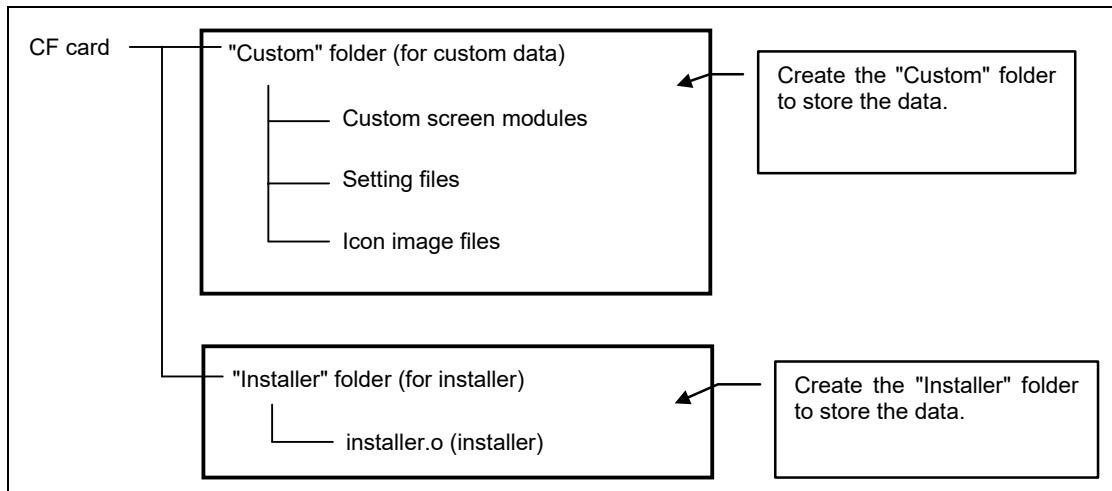 CF card
"Custom" folder (for custom data)
Custom screen modules
Setting files
Icon image files
Create the "Custom" folder
to store the data.
"Installer" folder (for installer)
installer.o (installer)
Create the "Installer" folder
to store the data.